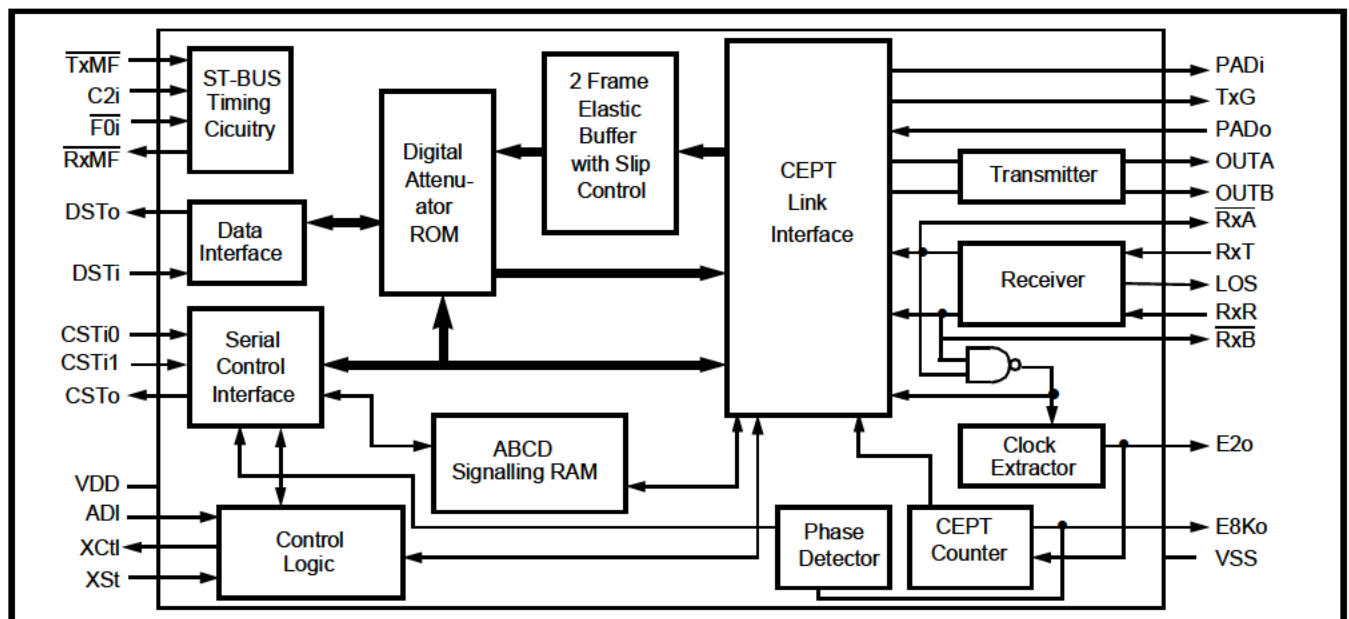 TxMF
C2i
F0i
RxMF
DSTo
DSTi
CSTi0
CSTi1
CSTo
VDD
ADI
XCtl
XSt
ST-BUS
Timing
Cicuitry
Data
Interface
Serial
Control
Interface
Control
Logic
Digital
Attenu-
ator
ROM
2 Frame
Elastic
Buffer
with Slip
Control
ABCD
Signalling RAM
CEPT
Link
Interface
Phase
Detector
CEPT
Counter
Transmitter
Receiver
Clock
Extractor
PADi
TxG
PADo
OUTA
OUTB
RxA
RxT
LOS
RxR
RxB
E2o
E8Ko
VSS